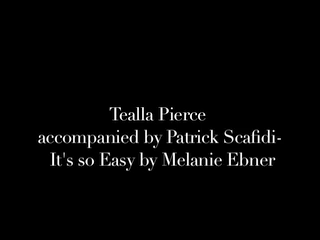 Tealla Pierce
accompanied by Patrick Scafidi-
It's so Easy by Melanie Ebner